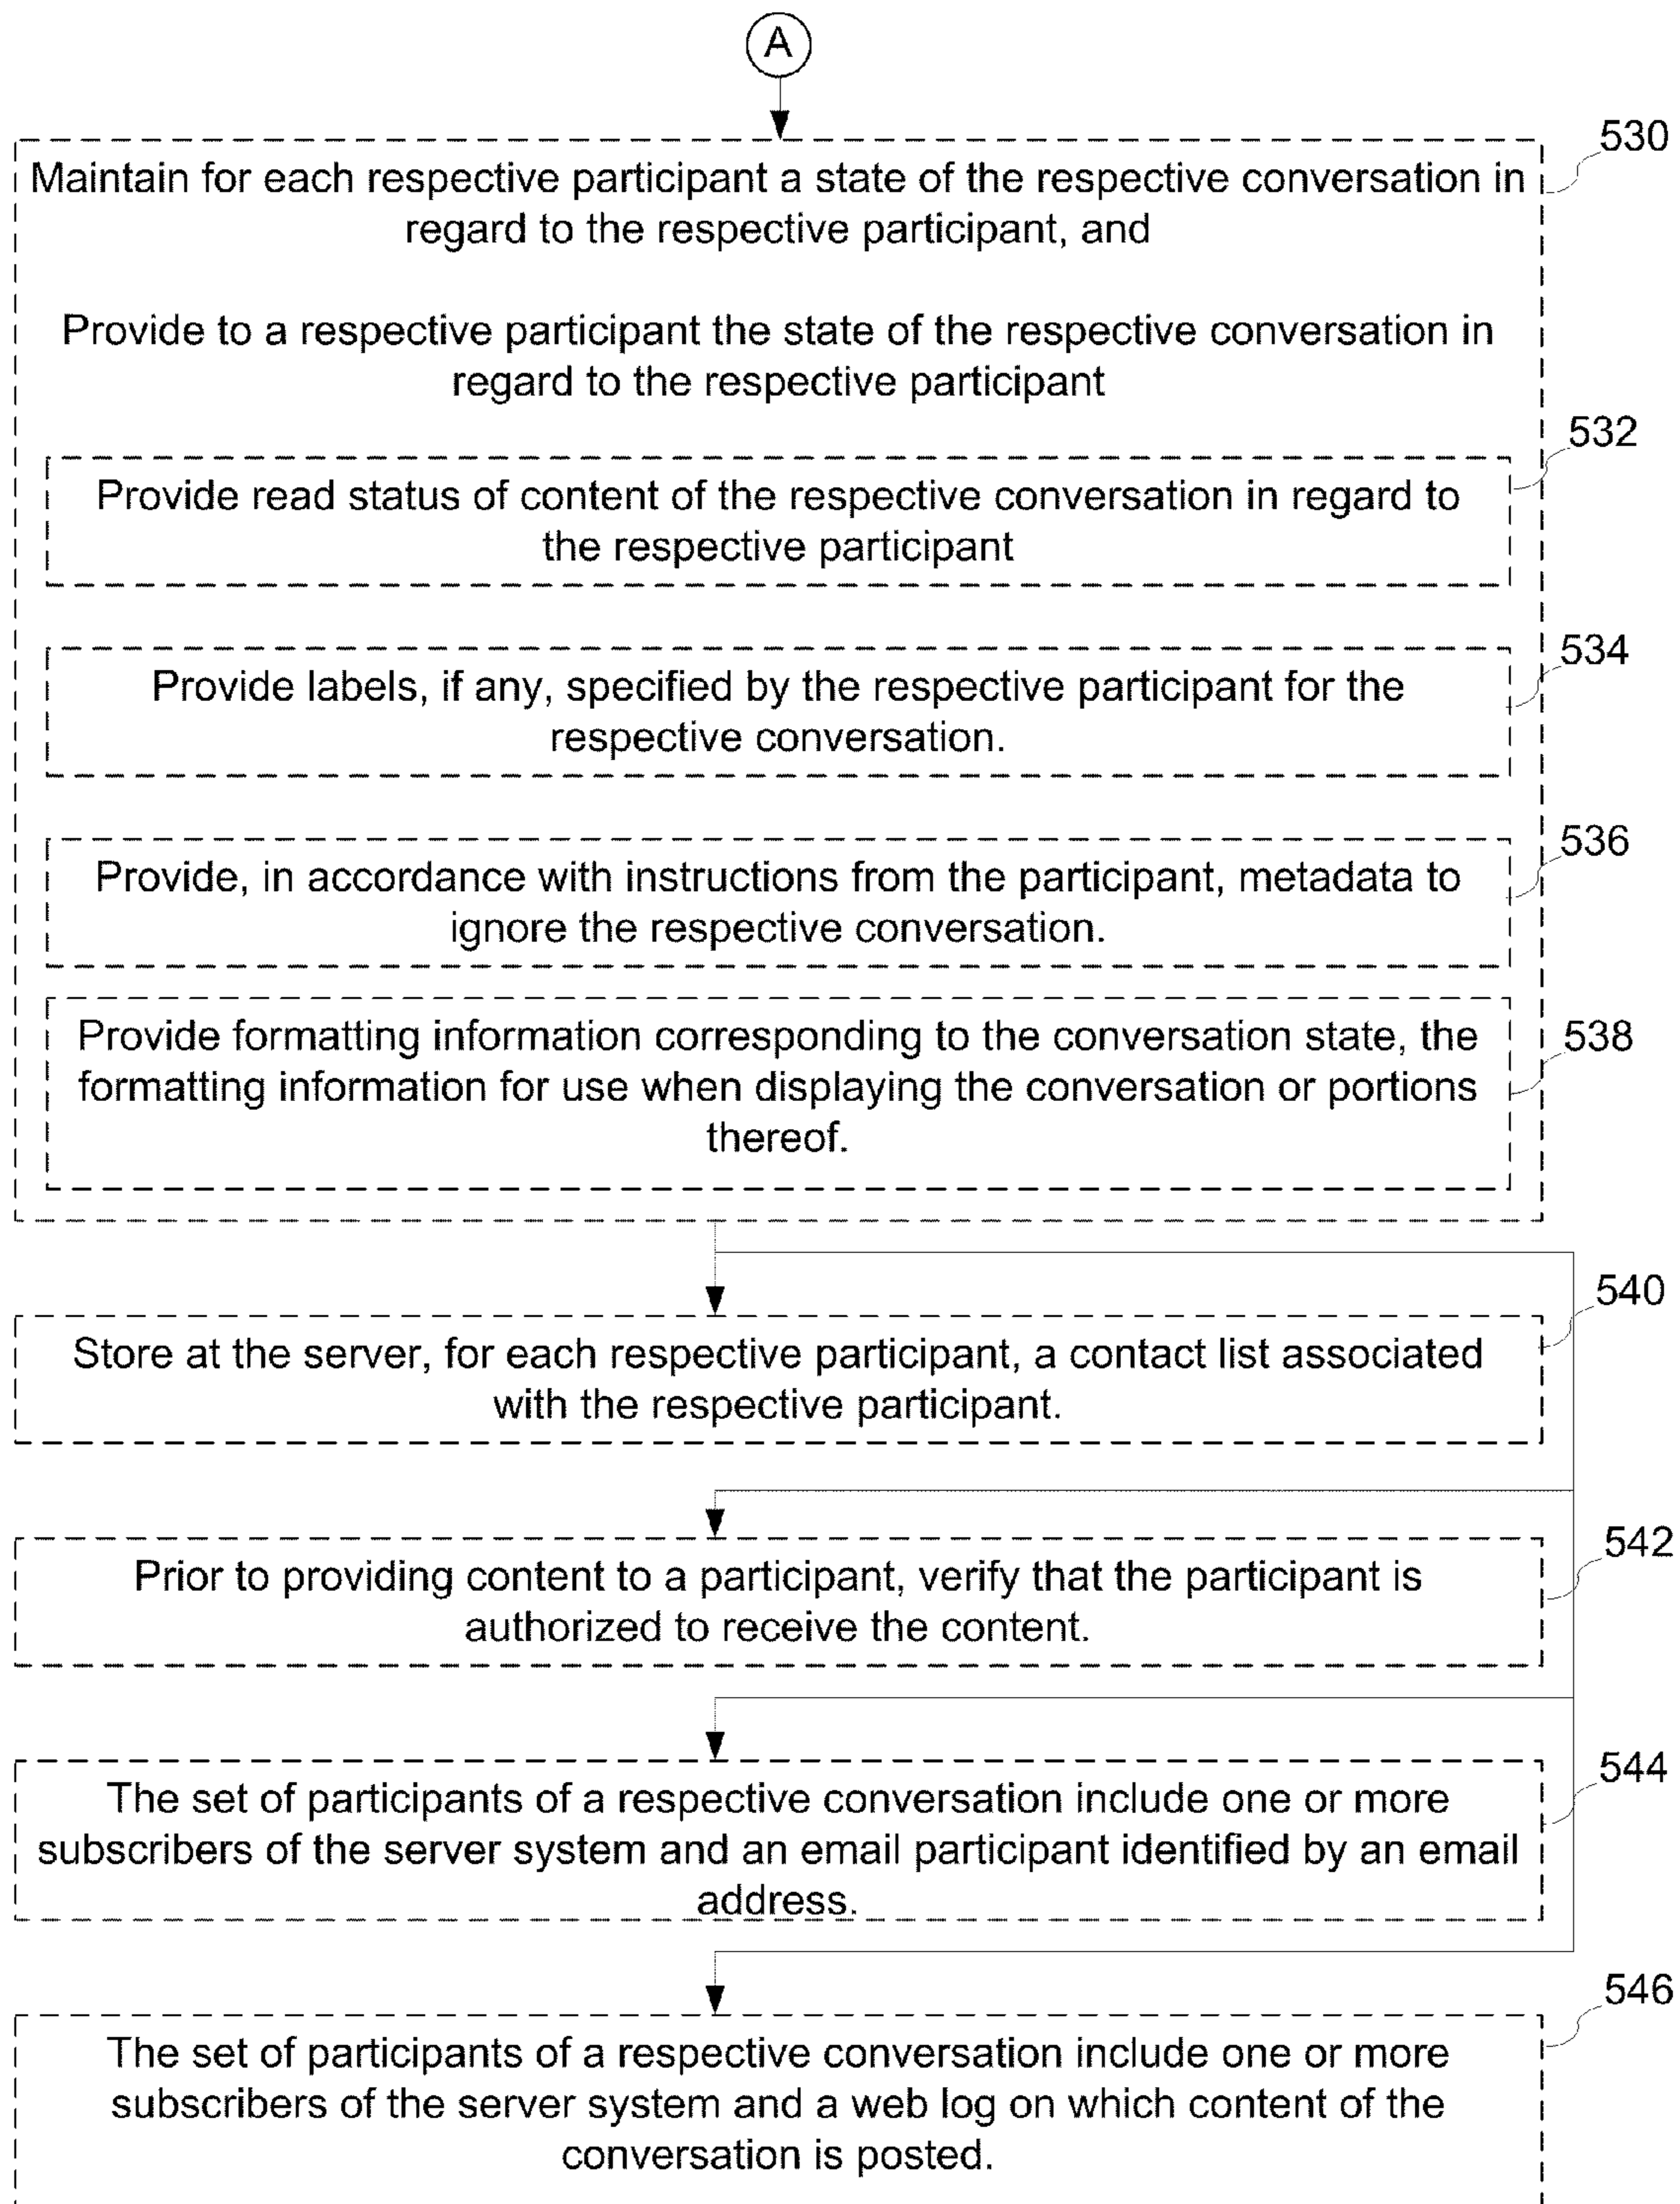 A
530
Maintain for each respective participant a state of the respective conversation in
regard to the respective participant, and
Provide to a respective participant the state of the respective conversation in
regard to the respective participant
532
Provide read status of content of the respective conversation in regard to
the respective participant
534
Provide labels, if any, specified by the respective participant for the
respective conversation.
536
Provide, in accordance with instructions from the participant, metadata to
ignore the respective conversation.
538
Provide formatting information corresponding to the conversation state, the
formatting information for use when displaying the conversation or portions
thereof.
540
Store at the server, for each respective participant, a contact list associated
with the respective participant.
542
Prior to providing content to a participant, verify that the participant is
authorized to receive the content.
544
The set of participants of a respective conversation include one or more
subscribers of the server system and an email participant identified by an email
address.
546
The set of participants of a respective conversation include one or more
subscribers of the server system and a web log on which content of the
conversation is posted.